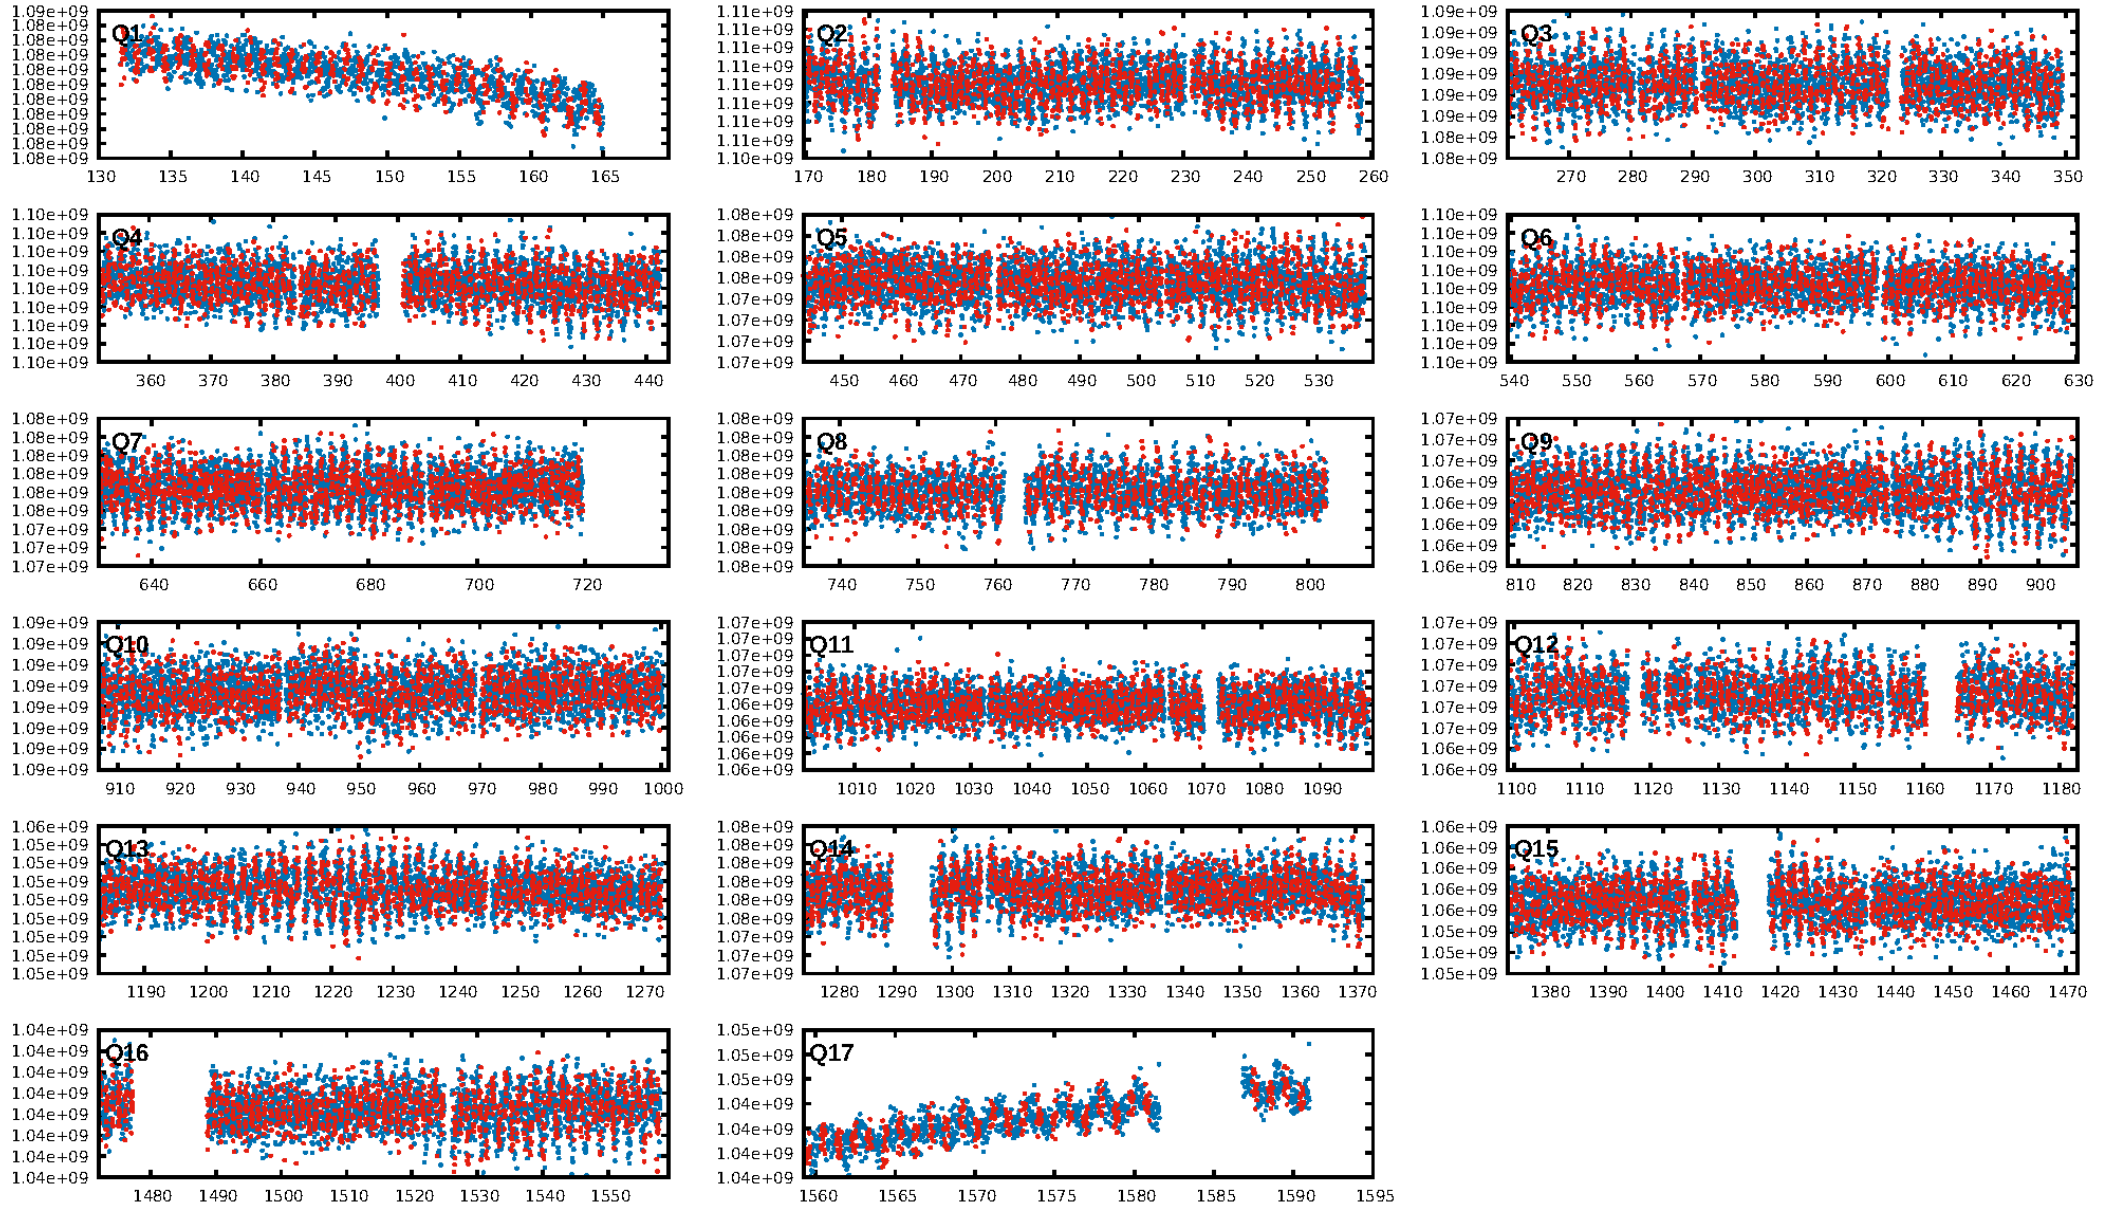 Q1
1.09e+09
1.08e+09
1.08e+09
1.08e+09
1.08e+09
1.08e+09
1.08e+09
1.08e+09
1.08e+09
1.08e+09
1.08e+09
130 135 140 145 150 155 160 165
Q2
1.11e+09
1.11e+09
1.11e+09
1.11e+09
1.11e+09
1.11e+09
1.11e+09
1.11e+09
1.10e+09
170 180 190 200 210 220 230 240 250 260
Q3
1.09e+09
1.09e+09
1.09e+09
1.09e+09
1.09e+09
1.09e+09
1.08e+09
1.08e+09
270 280 290 300 310 320 330 340 350
Q4
1.10e+09
1.10e+09
1.10e+09
1.10e+09
1.10e+09
1.10e+09
1.10e+09
1.10e+09
1.10e+09
360 370 380 390 400 410 420 430 440
Q5
1.08e+09
1.08e+09
1.08e+09
1.08e+09
1.07e+09
1.07e+09
1.07e+09
1.07e+09
450 460 470 480 490 500 510 520 530
Q6
1.10e+09
1.10e+09
1.10e+09
1.10e+09
1.10e+09
1.10e+09
1.10e+09
1.10e+09
1.10e+09
540 550 560 570 580 590 600 610 620 630
Q7
1.08e+09
1.08e+09
1.08e+09
1.08e+09
1.08e+09
1.08e+09
1.07e+09
1.07e+09
1.07e+09
640 660 680 700 720
Q8
1.08e+09
1.08e+09
1.08e+09
1.08e+09
1.08e+09
1.08e+09
1.08e+09
1.08e+09
1.08e+09
740 750 760 770 780 790 800
Q9
1.07e+09
1.07e+09
1.06e+09
1.06e+09
1.06e+09
1.06e+09
1.06e+09
1.06e+09
810 820 830 840 850 860 870 880 890 900
Q10
1.09e+09
1.09e+09
1.09e+09
1.09e+09
1.09e+09
1.09e+09
1.09e+09
1.09e+09
910 920 930 940 950 960 970 980 990 1000
Q11
1.07e+09
1.07e+09
1.07e+09
1.07e+09
1.07e+09
1.06e+09
1.06e+09
1.06e+09
1.06e+09
1.06e+09
1010 1020 1030 1040 1050 1060 1070 1080 1090
Q12
1.07e+09
1.07e+09
1.07e+09
1.07e+09
1.07e+09
1.07e+09
1.06e+09
1.06e+09
1100 1110 1120 1130 1140 1150 1160 1170 1180
Q13
1.06e+09
1.05e+09
1.05e+09
1.05e+09
1.05e+09
1.05e+09
1.05e+09
1.05e+09
1.05e+09
1190 1200 1210 1220 1230 1240 1250 1260 1270
Q14
1.08e+09
1.08e+09
1.08e+09
1.08e+09
1.08e+09
1.08e+09
1.07e+09
1.07e+09
1.07e+09
1280 1290 1300 1310 1320 1330 1340 1350 1360 1370
Q15
1.06e+09
1.06e+09
1.06e+09
1.06e+09
1.06e+09
1.05e+09
1.05e+09
1.05e+09
1380 1390 1400 1410 1420 1430 1440 1450 1460 1470
Q16
1.04e+09
1.04e+09
1.04e+09
1.04e+09
1.04e+09
1.04e+09
1.04e+09
1.04e+09
1480 1490 1500 1510 1520 1530 1540 1550
Q17
1.05e+09
1.05e+09
1.05e+09
1.04e+09
1.04e+09
1.04e+09
1.04e+09
1560 1565 1570 1575 1580 1585 1590 1595